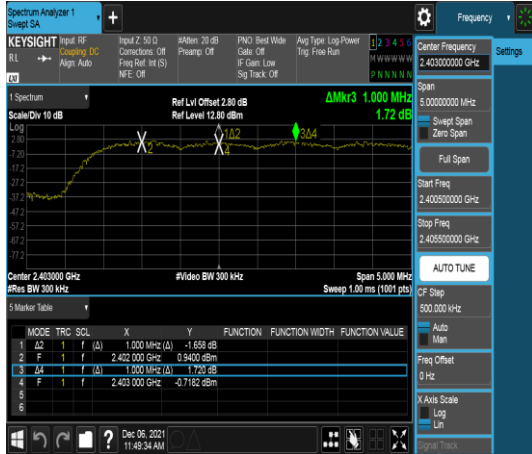 Spectrum Analyzer 1
Swept SA
+
Frequency
KEYSIGHT
RL
Input: RF
Coupling: DC
Align: Auto
Input Z: 50 Ω
Corrections: Off
Freq Ref: Int (S)
NFE: Off
#Atten: 20 dB
Preamp: Off
PNO: Best Wide
Gate: Off
IF Gain: Low
Sig Track: Off
Avg Type: Log-Power
Trig: Free Run
1 2 3 4 5 6
M W W W W W
P N N N N N
LXI
1 Spectrum
Scale/Div 10 dB
Ref Lvl Offset 2.80 dB
Ref Level 12.80 dBm
ΔMkr3 1.000 MHz
1.72 dB
Log
2.80
-7.20
-17.2
-27.2
-37.2
-47.2
-57.2
-67.2
-77.2
2
1Δ2
4
3Δ4
Center 2.403000 GHz
#Res BW 300 kHz
#Video BW 300 kHz
Span 5.000 MHz
Sweep 1.00 ms (1001 pts)
5 Marker Table
MODE TRC SCL X Y FUNCTION FUNCTION WIDTH FUNCTION VALUE
1 Δ2 1 f (Δ) 1.000 MHz (Δ) -1.658 dB
2 F 1 f 2.402 000 GHz 0.9400 dBm
3 Δ4 1 f (Δ) 1.000 MHz (Δ) 1.720 dB
4 F 1 f 2.403 000 GHz -0.7182 dBm
5
6
Dec 06, 2021
11:49:34 AM
?
Center Frequency
2.403000000 GHz
Settings
Span
5.00000000 MHz
Swept Span
Zero Span
Full Span
Start Freq
2.400500000 GHz
Stop Freq
2.405500000 GHz
AUTO TUNE
CF Step
500.000 kHz
Auto
Man
Freq Offset
0 Hz
X Axis Scale
Log
Lin
Signal Track